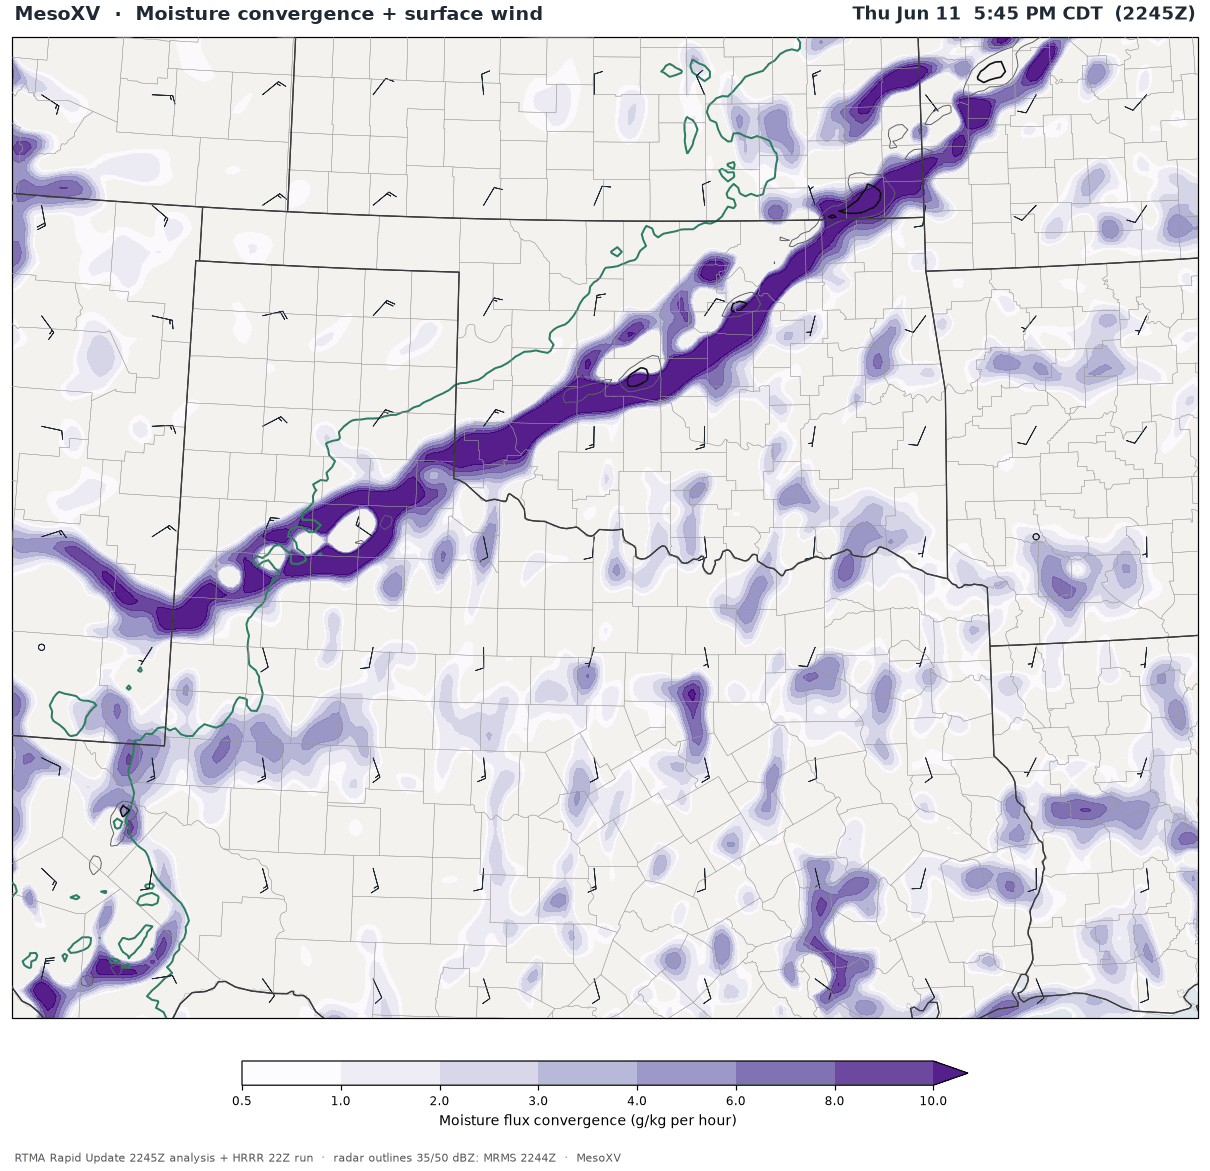 MesoXV · Moisture convergence + surface wind
Thu Jun 11 5:45 PM CDT (2245Z)
0.5 1.0 2.0 3.0 4.0 6.0 8.0 10.0
Moisture flux convergence (g/kg per hour)
RTMA Rapid Update 2245Z analysis + HRRR 22Z run · radar outlines 35/50 dBZ: MRMS 2244Z · MesoXV